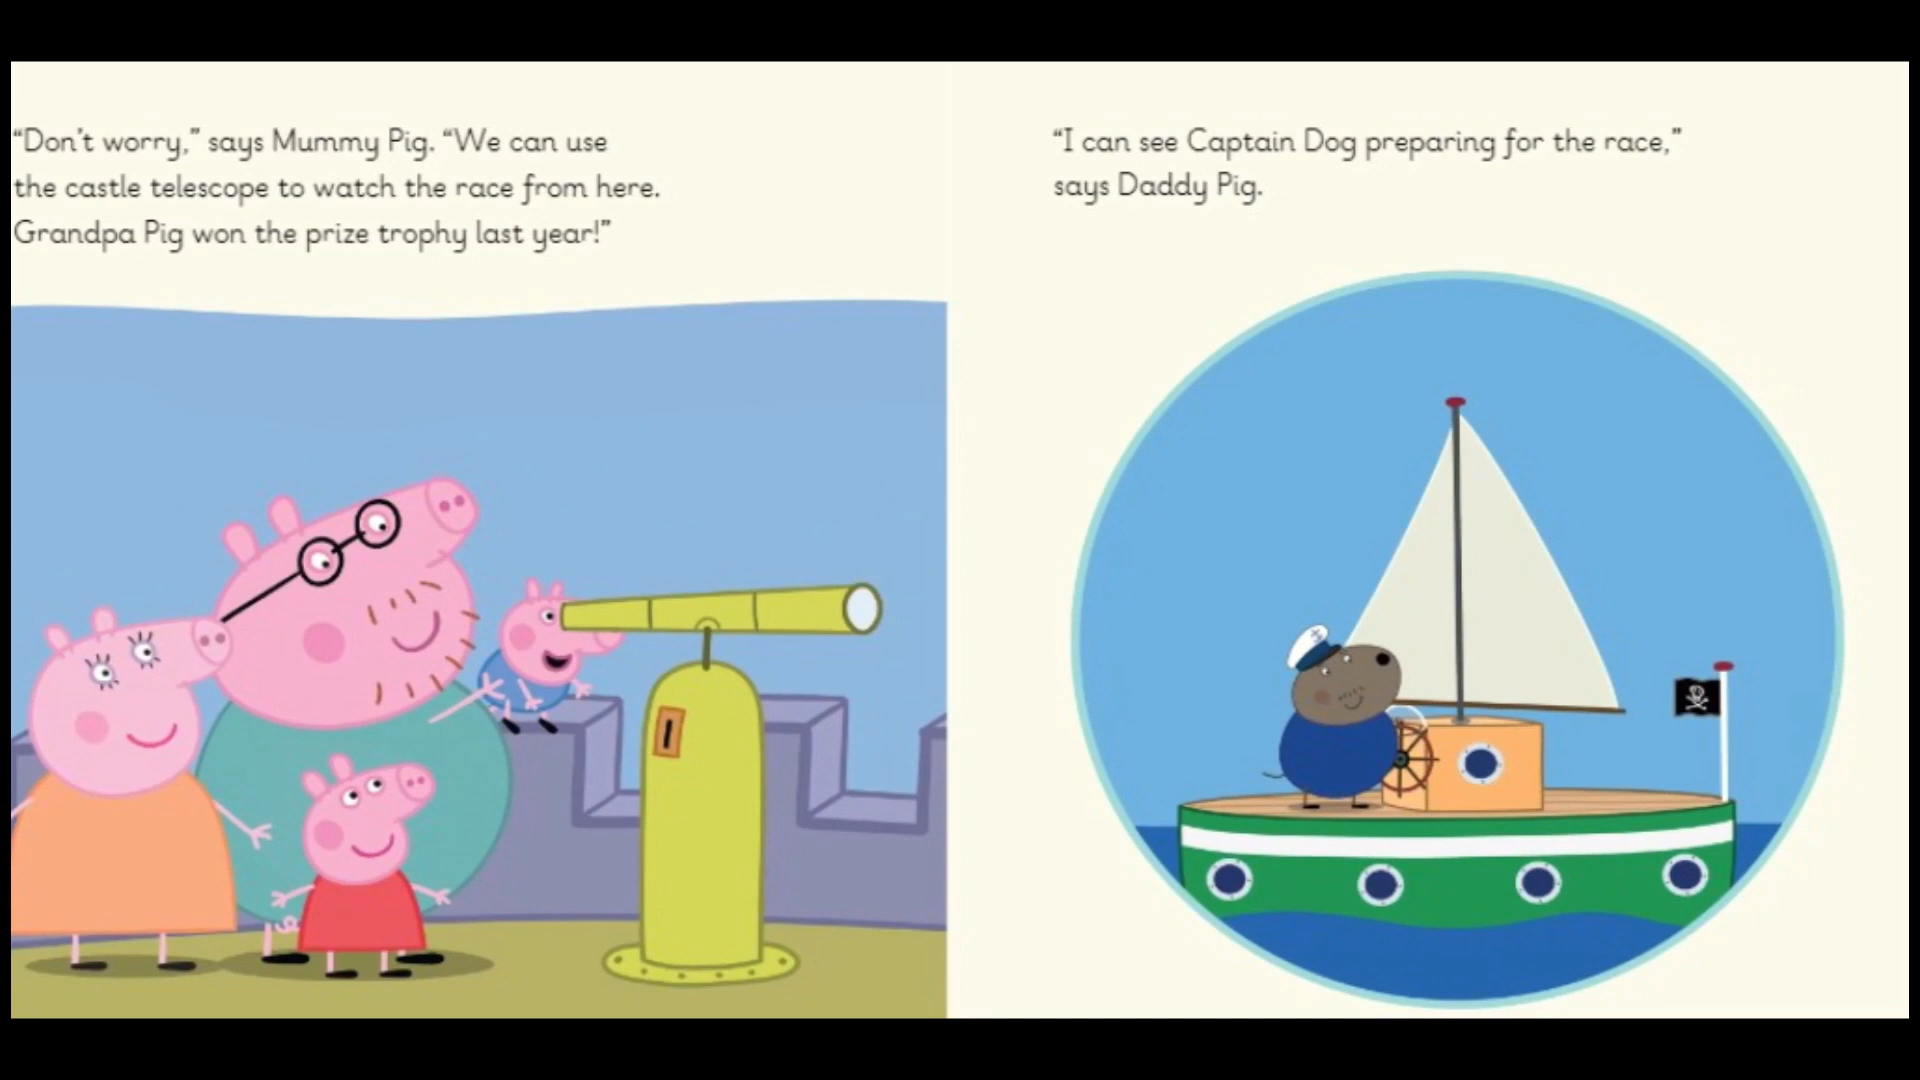 “Don’t worry,” says Mummy Pig. “We can use
the castle telescope to watch the race from here.
Grandpa Pig won the prize trophy last year!”
“I can see Captain Dog preparing for the race,”
says Daddy Pig.